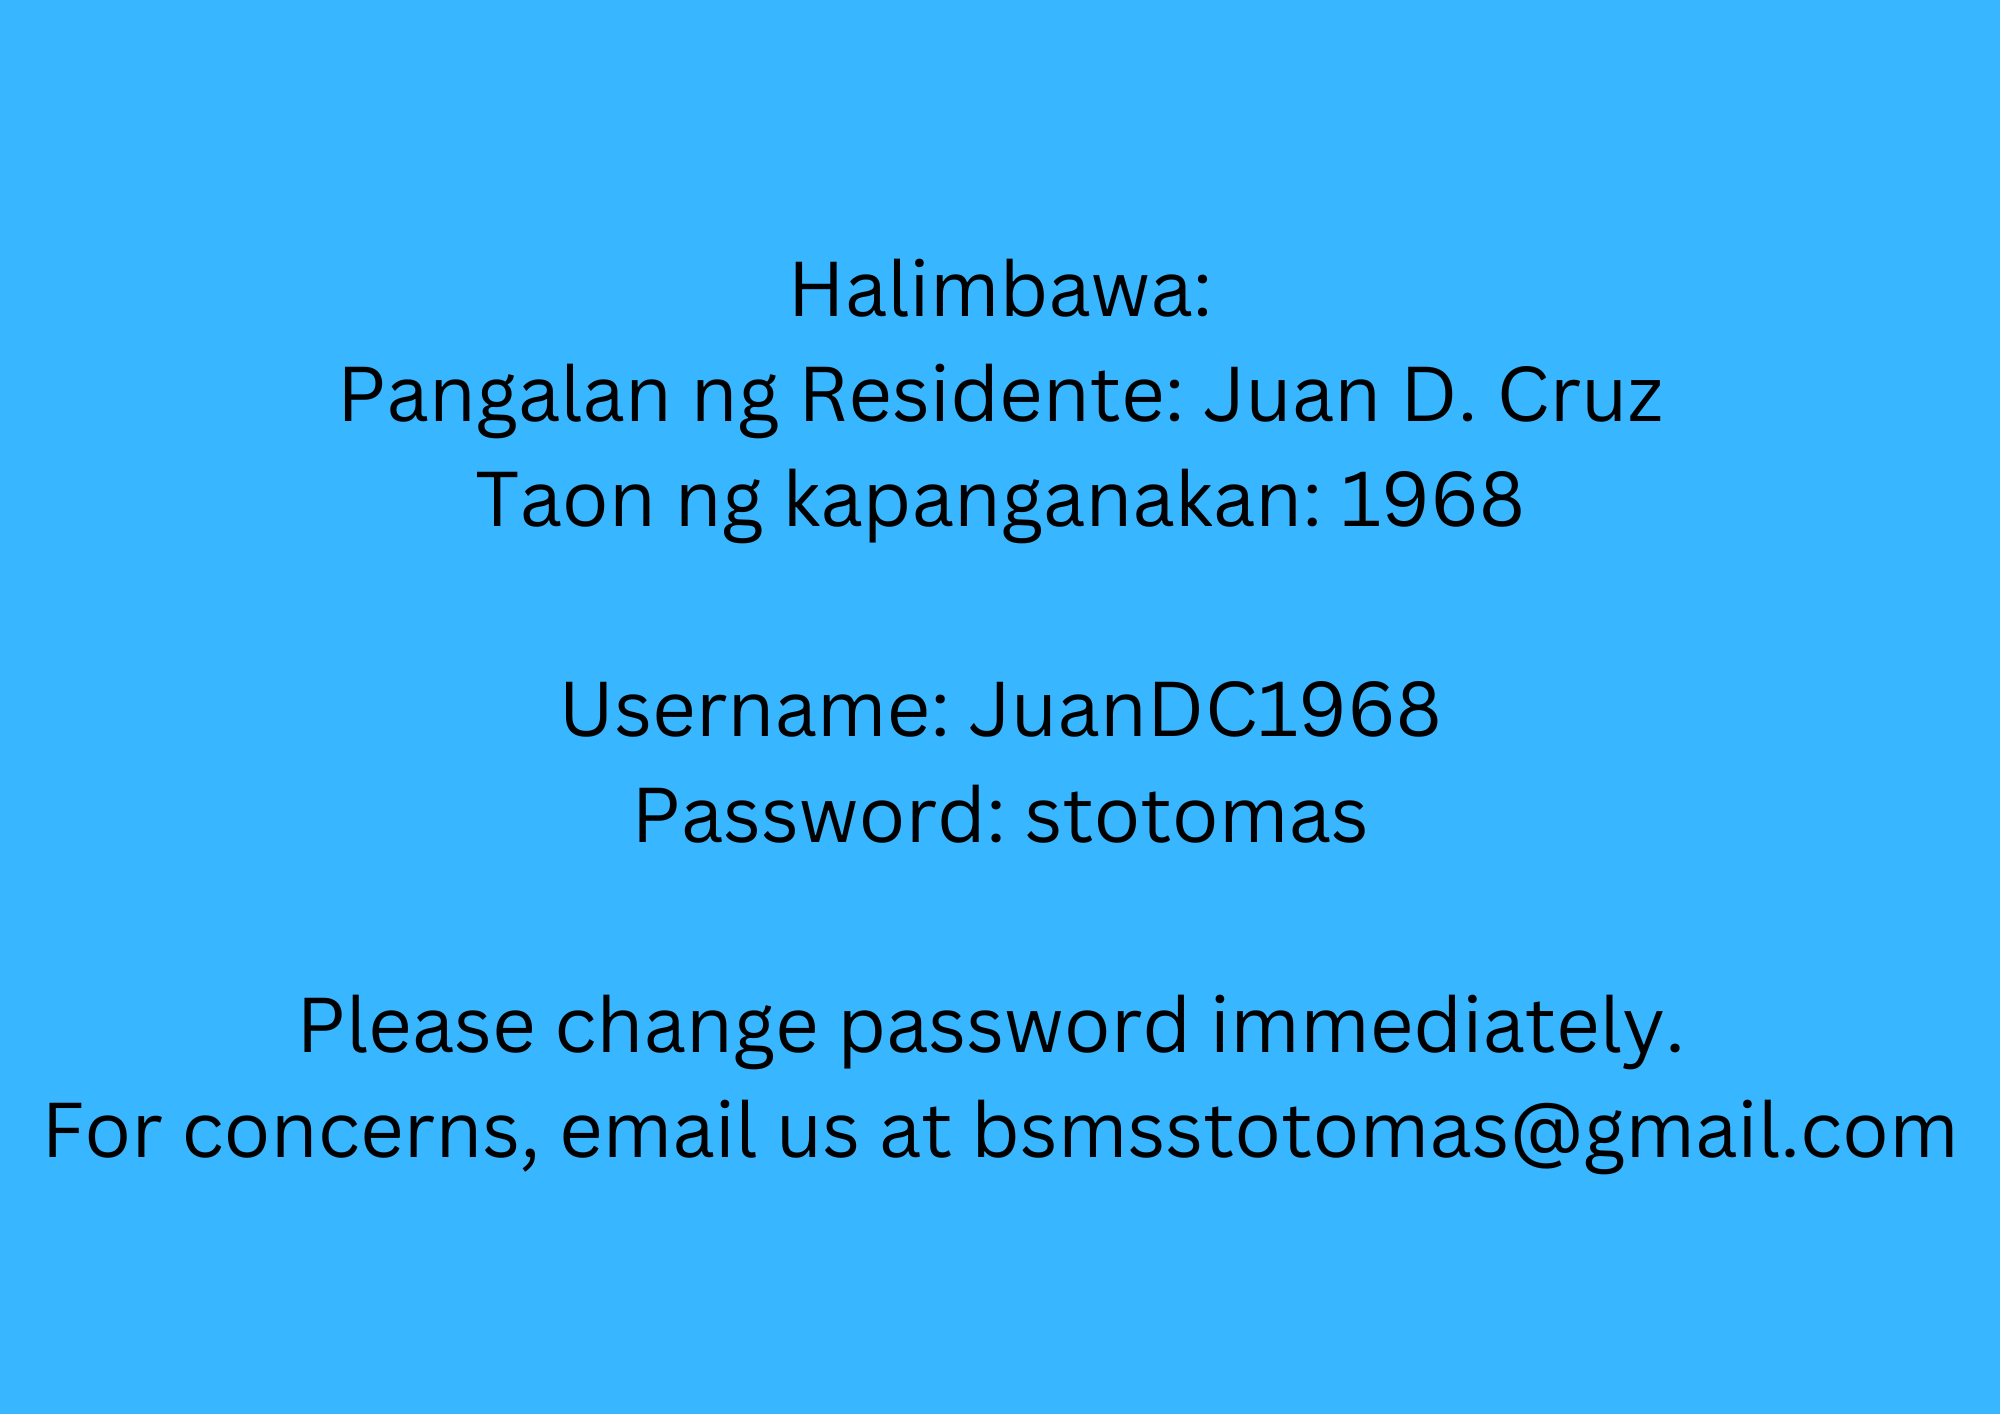 Halimbawa:
Pangalan ng Residente: Juan D. Cruz
Taon ng kapanganakan: 1968
Username: JuanDC1968
Password: stotomas
Please change password immediately.
For concerns, email us at bsmsstotomas@gmail.com